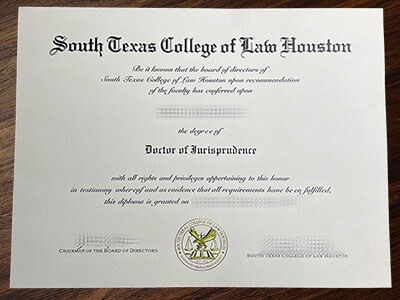 South Texas College of Law Houston
Be it known that the board of directors of
South Texas College of Law Houston upon recommendation
of the faculty has conferred upon
the degree of
Doctor of Jurisprudence
with all rights and privileges appertaining to this honor
in testimony whereof and as evidence that all requirements have be en fulfilled,
this diploma is granted on
CHAIRMAN OF THE BOARD OF DIRECTORS
SOUTH TEXAS COLLEGE OF LAW HOUSTON